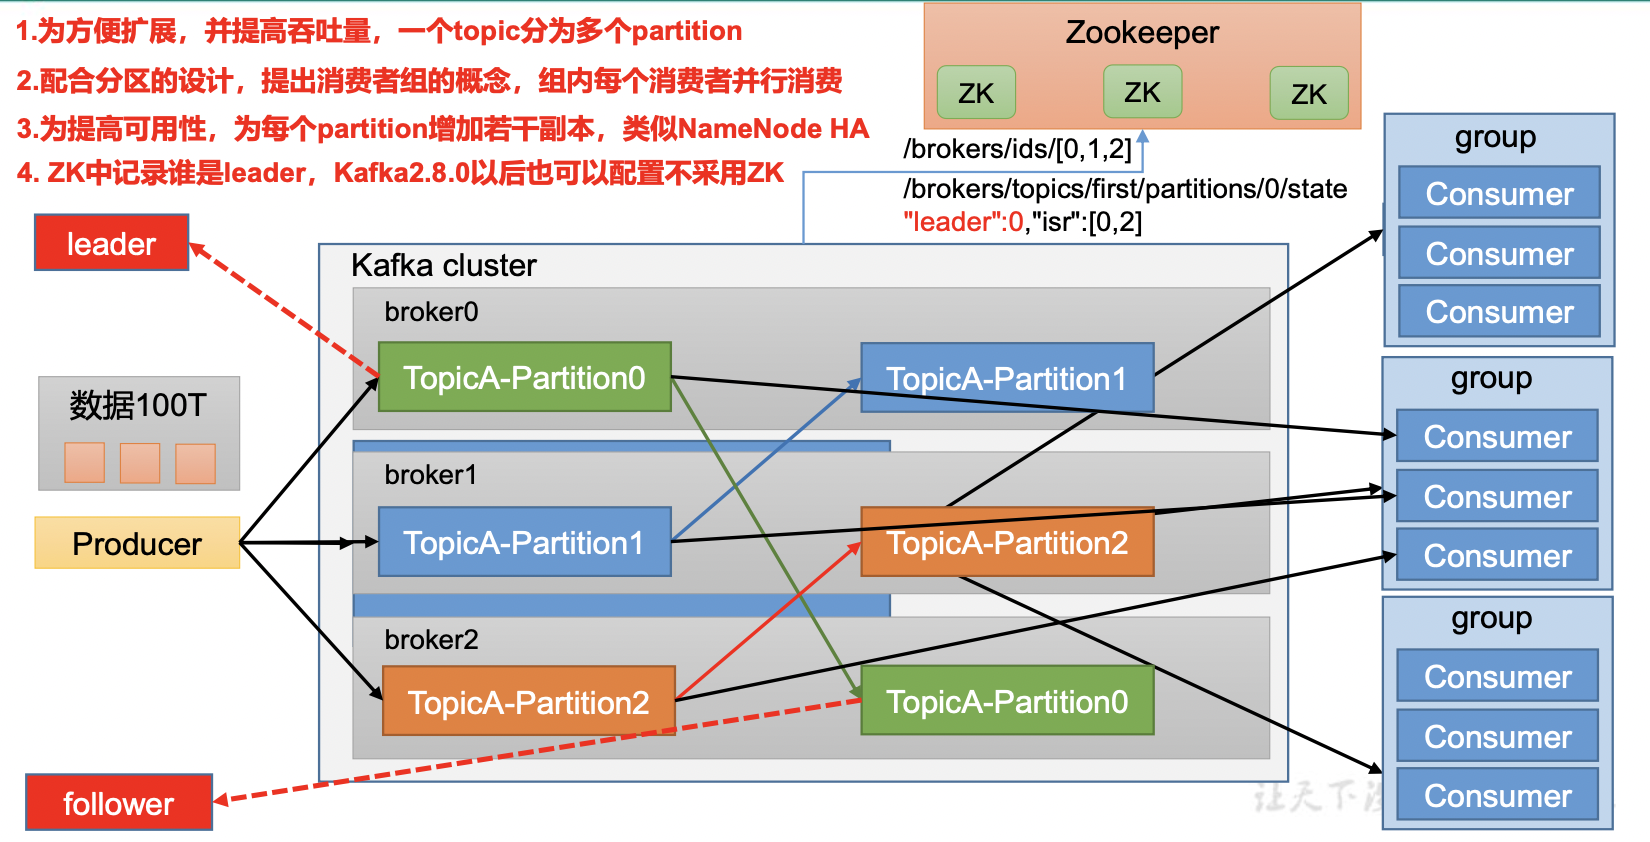 1.为方便扩展，并提高吞吐量，一个topic分为多个partition
2.配合分区的设计，提出消费者组的概念，组内每个消费者并行消费
3.为提高可用性，为每个partition增加若干副本，类似NameNode HA
4. ZK中记录谁是leader，Kafka2.8.0以后也可以配置不采用ZK
Zookeeper
ZK
ZK
ZK
/brokers/ids/[0,1,2]
/brokers/topics/first/partitions/0/state
"leader":0,"isr":[0,2]
leader
数据100T
Producer
follower
Kafka cluster
broker0
TopicA-Partition0
TopicA-Partition1
broker1
TopicA-Partition1
TopicA-Partition2
broker2
TopicA-Partition2
TopicA-Partition0
group
Consumer
Consumer
Consumer
group
Consumer
Consumer
Consumer
group
Consumer
Consumer
Consumer
让天下